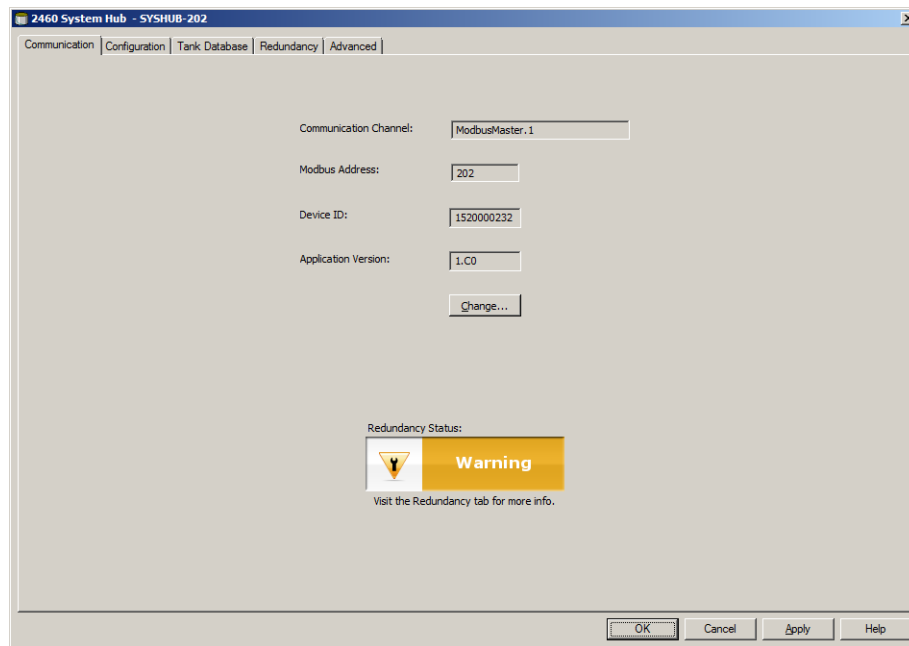 2460 System Hub - SYSHUB-202
Communication Configuration Tank Database Redundancy Advanced
Communication Channel: ModbusMaster.1
Modbus Address: 202
Device ID: 1520000232
Application Version: 1.C0
Change...
Redundancy Status:
Warning
Visit the Redundancy tab for more info.
OK Cancel Apply Help